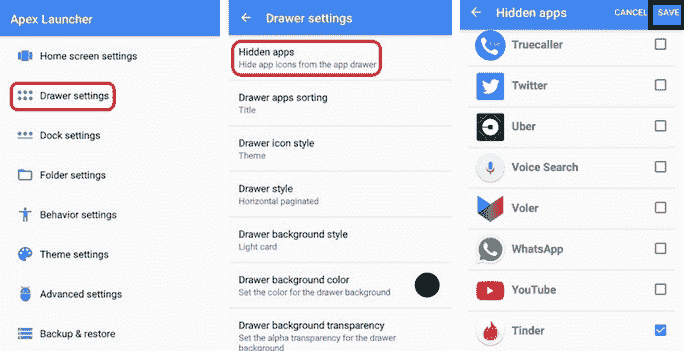 Apex Launcher
Home screen settings
Drawer settings
Dock settings
Folder settings
Behavior settings
Theme settings
Advanced settings
Backup & restore
Drawer settings
Hidden apps
Hide app icons from the app drawer
Drawer apps sorting
Title
Drawer icon style
Theme
Drawer style
Horizontal paginated
Drawer background style
Light card
Drawer background color
Set the color for the drawer background
Drawer background transparency
Set the alpha transparency for the drawer
background
Hidden apps CANCEL SAVE
Truecaller
Twitter
Uber
Voice Search
Voler
WhatsApp
YouTube
Tinder